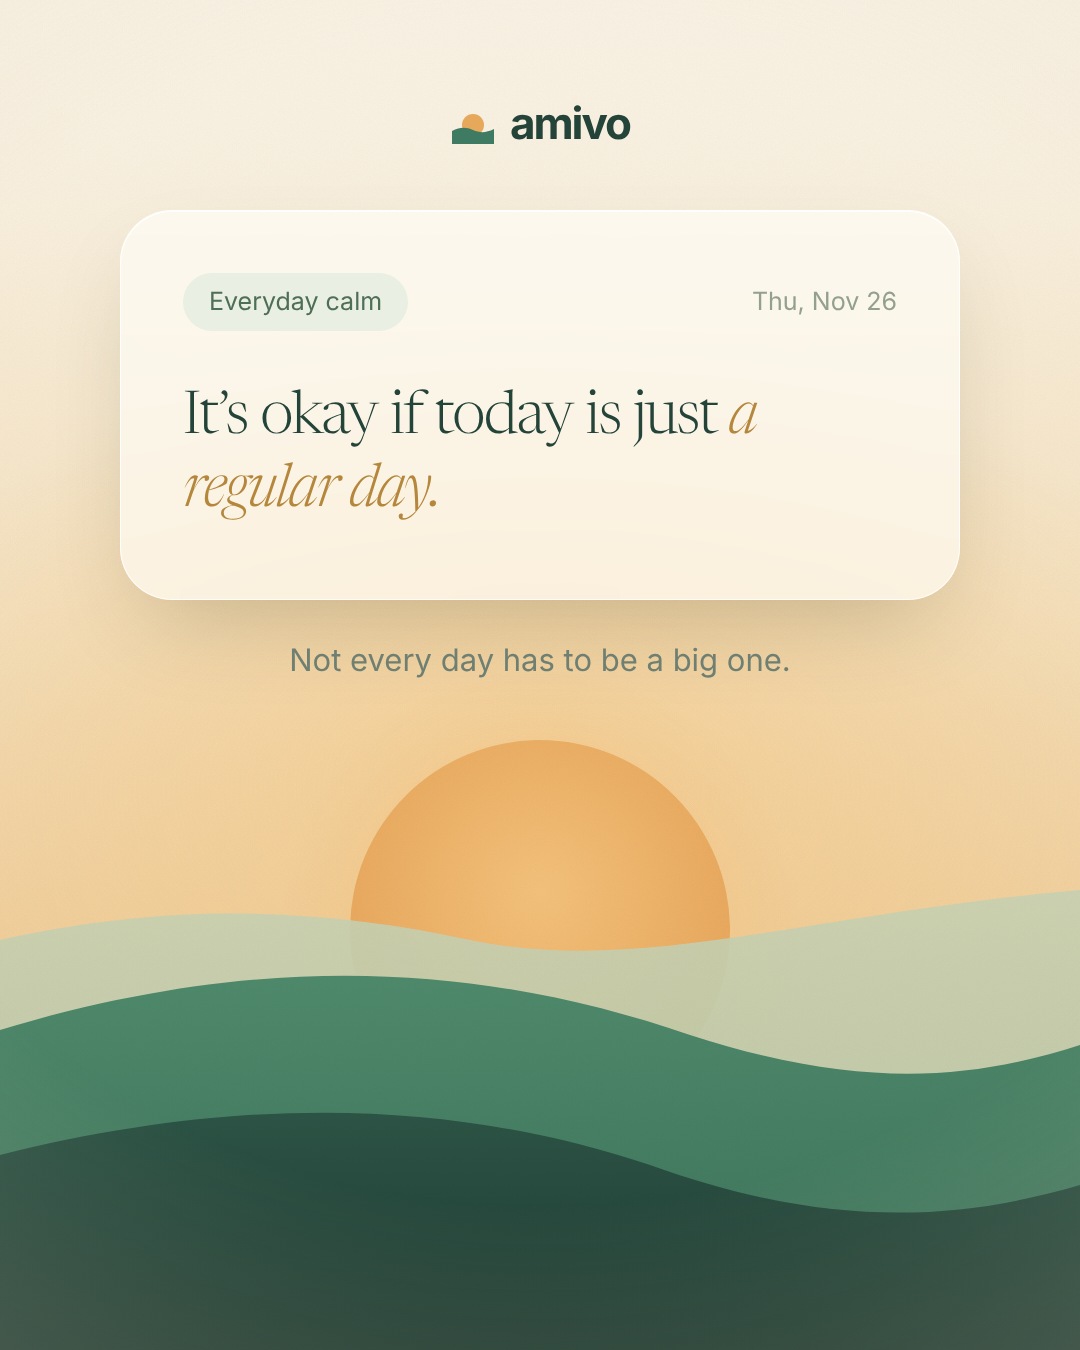 amivo
Everyday calm
Thu, Nov 26
It’s okay if today is just a
regular day.
Not every day has to be a big one.